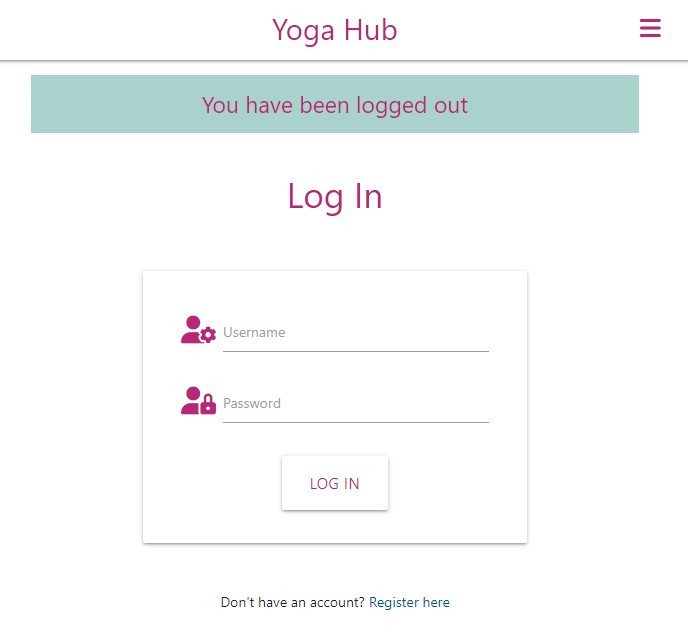 Yoga Hub
You have been logged out
Log In
Username
Password
LOG IN
Don't have an account? Register here